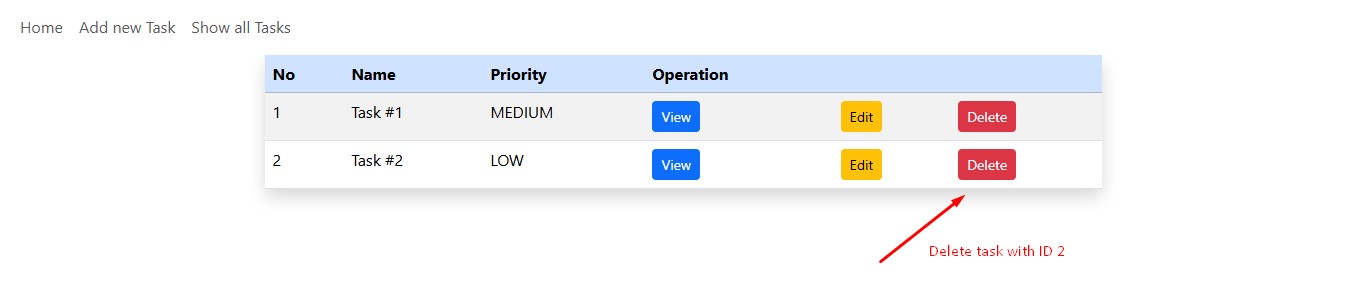 Home Add new Task Show all Tasks
No Name Priority Operation
1 Task #1 MEDIUM View Edit Delete
2 Task #2 LOW View Edit Delete
Delete task with ID 2